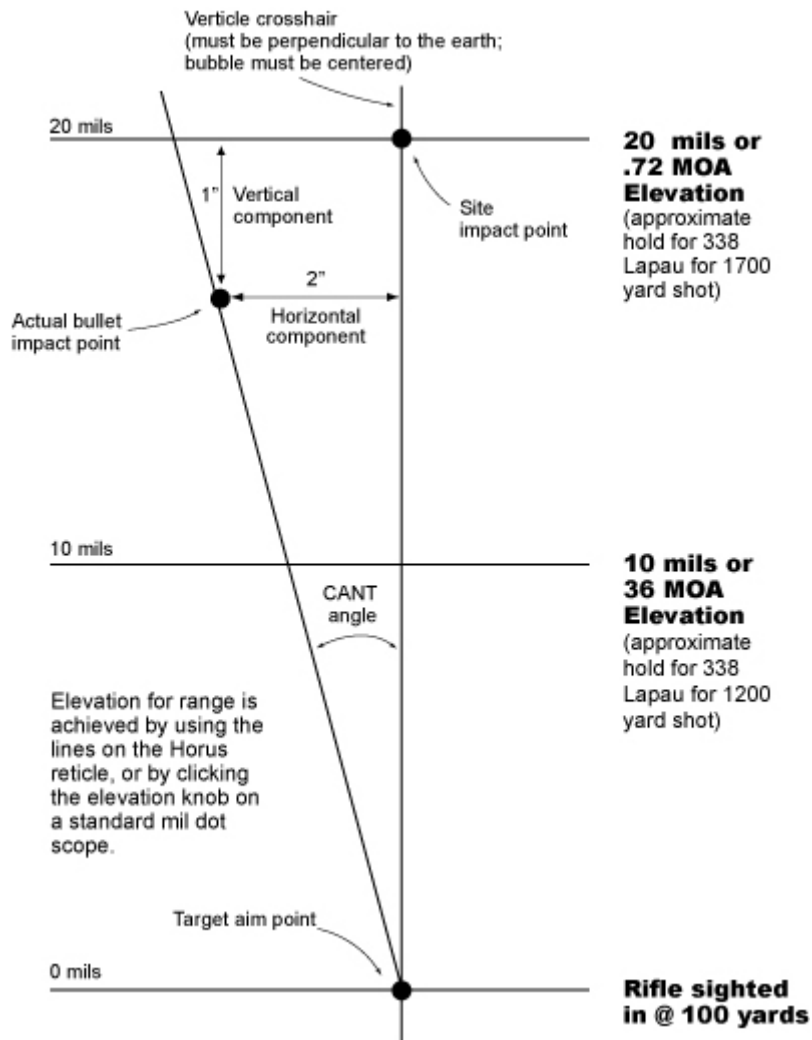 Verticle crosshair
(must be perpendicular to the earth;
bubble must be centered)
20 mils
20 mils or
.72 MOA
Elevation
(approximate
hold for 338
Lapau for 1700
yard shot)
1”
Vertical
component
Site
impact point
2”
Horizontal
component
Actual bullet
impact point
10 mils
10 mils or
36 MOA
Elevation
(approximate
hold for 338
Lapau for 1200
yard shot)
CANT
angle
Elevation for range is
achieved by using the
lines on the Horus
reticle, or by clicking
the elevation knob on
a standard mil dot
scope.
Target aim point
0 mils
Rifle sighted
in @ 100 yards